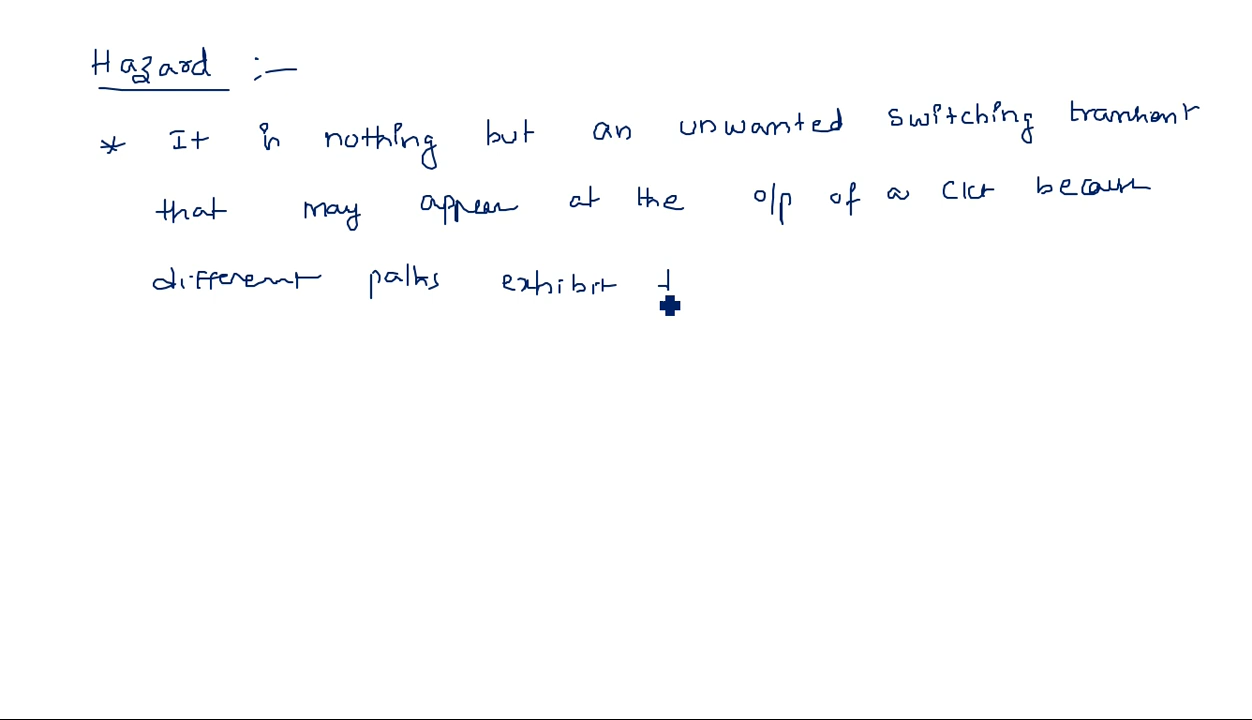 Hazard :-
* It is nothing but an unwanted switching transient
that may appear at the o/p of a Ckt because
different paths exhibit